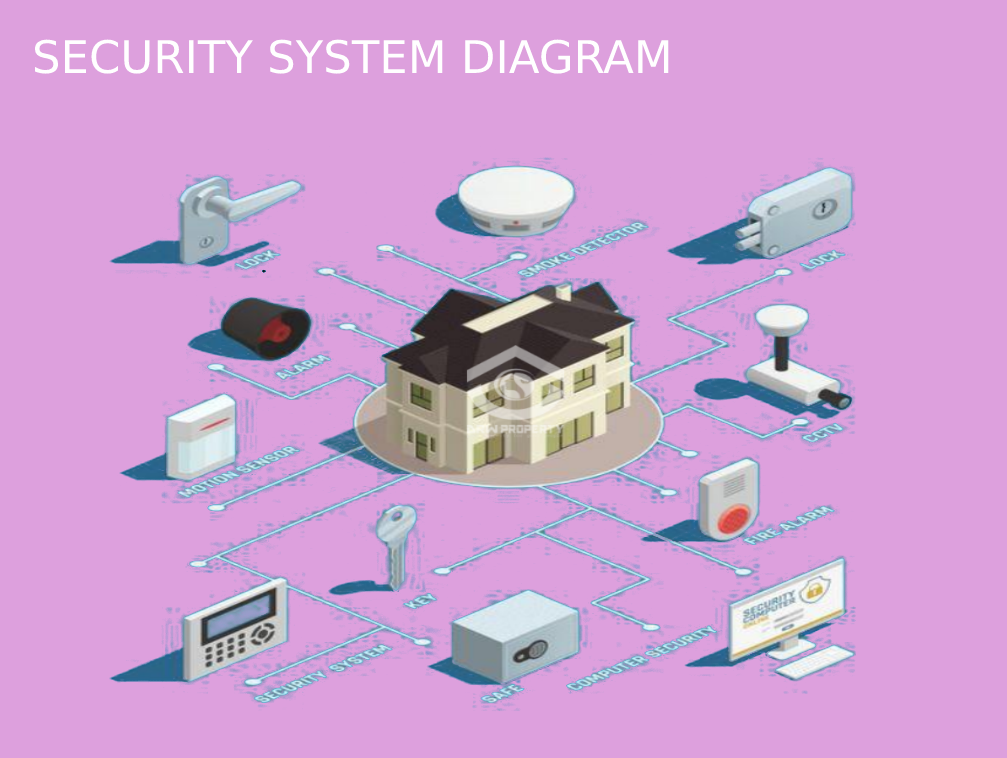 SECURITY SYSTEM DIAGRAM
LOCK
SMOKE DETECTOR
LOCK
ALARM
CCTV
MOTION SENSOR
FIRE ALARM
KEY
SECURITY
COMPUTER
ONLINE
SECURITY SYSTEM
SAFE
COMPUTER SECURITY